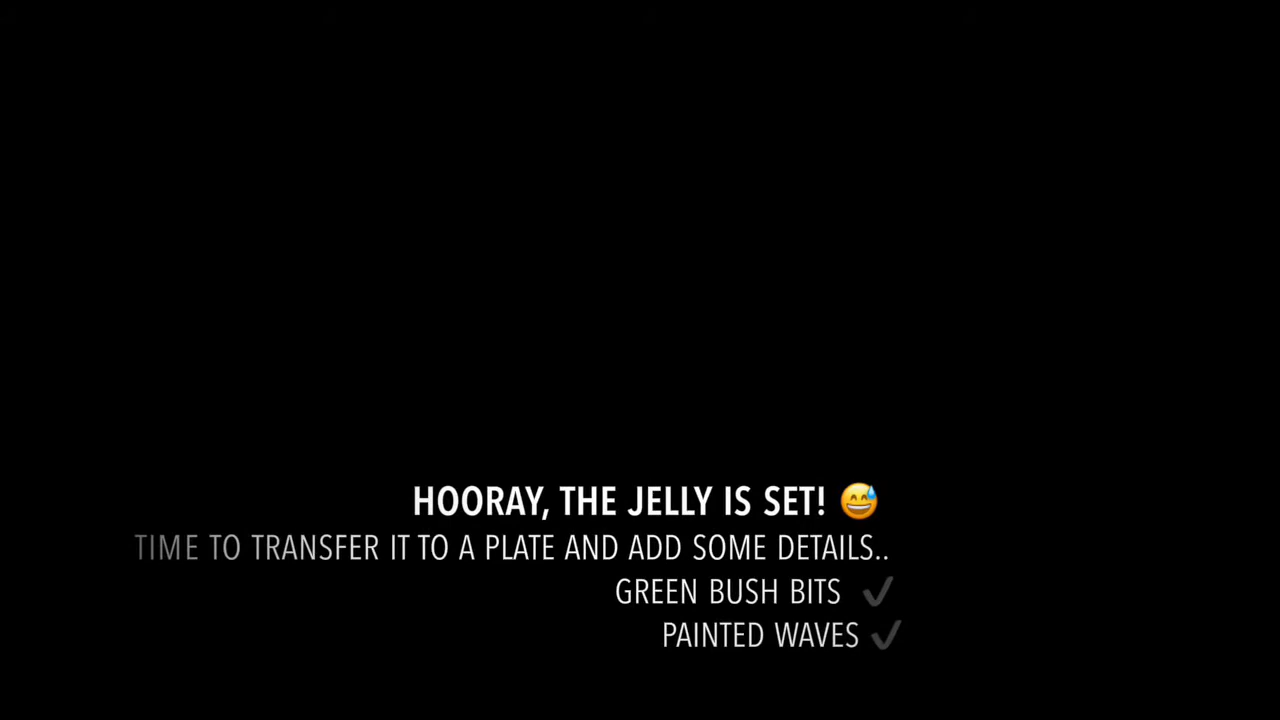 HOORAY, THE JELLY IS SET! 😅
TIME TO TRANSFER IT TO A PLATE AND ADD SOME DETAILS..
GREEN BUSH BITS ✔
PAINTED WAVES ✔